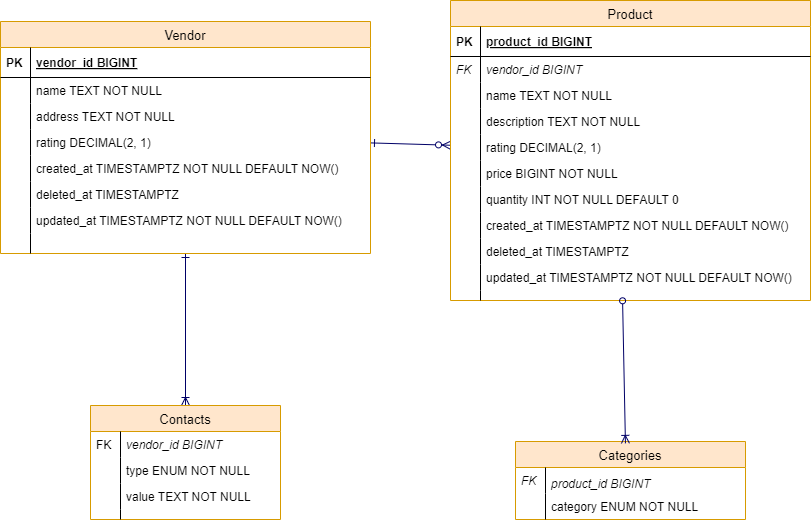 Vendor
PK vendor_id BIGINT
name TEXT NOT NULL
address TEXT NOT NULL
rating DECIMAL(2, 1)
created_at TIMESTAMPTZ NOT NULL DEFAULT NOW()
deleted_at TIMESTAMPTZ
updated_at TIMESTAMPTZ NOT NULL DEFAULT NOW()
Product
PK product_id BIGINT
FK vendor_id BIGINT
name TEXT NOT NULL
description TEXT NOT NULL
rating DECIMAL(2, 1)
price BIGINT NOT NULL
quantity INT NOT NULL DEFAULT 0
created_at TIMESTAMPTZ NOT NULL DEFAULT NOW()
deleted_at TIMESTAMPTZ
updated_at TIMESTAMPTZ NOT NULL DEFAULT NOW()
Contacts
FK vendor_id BIGINT
type ENUM NOT NULL
value TEXT NOT NULL
Categories
FK product_id BIGINT
category ENUM NOT NULL